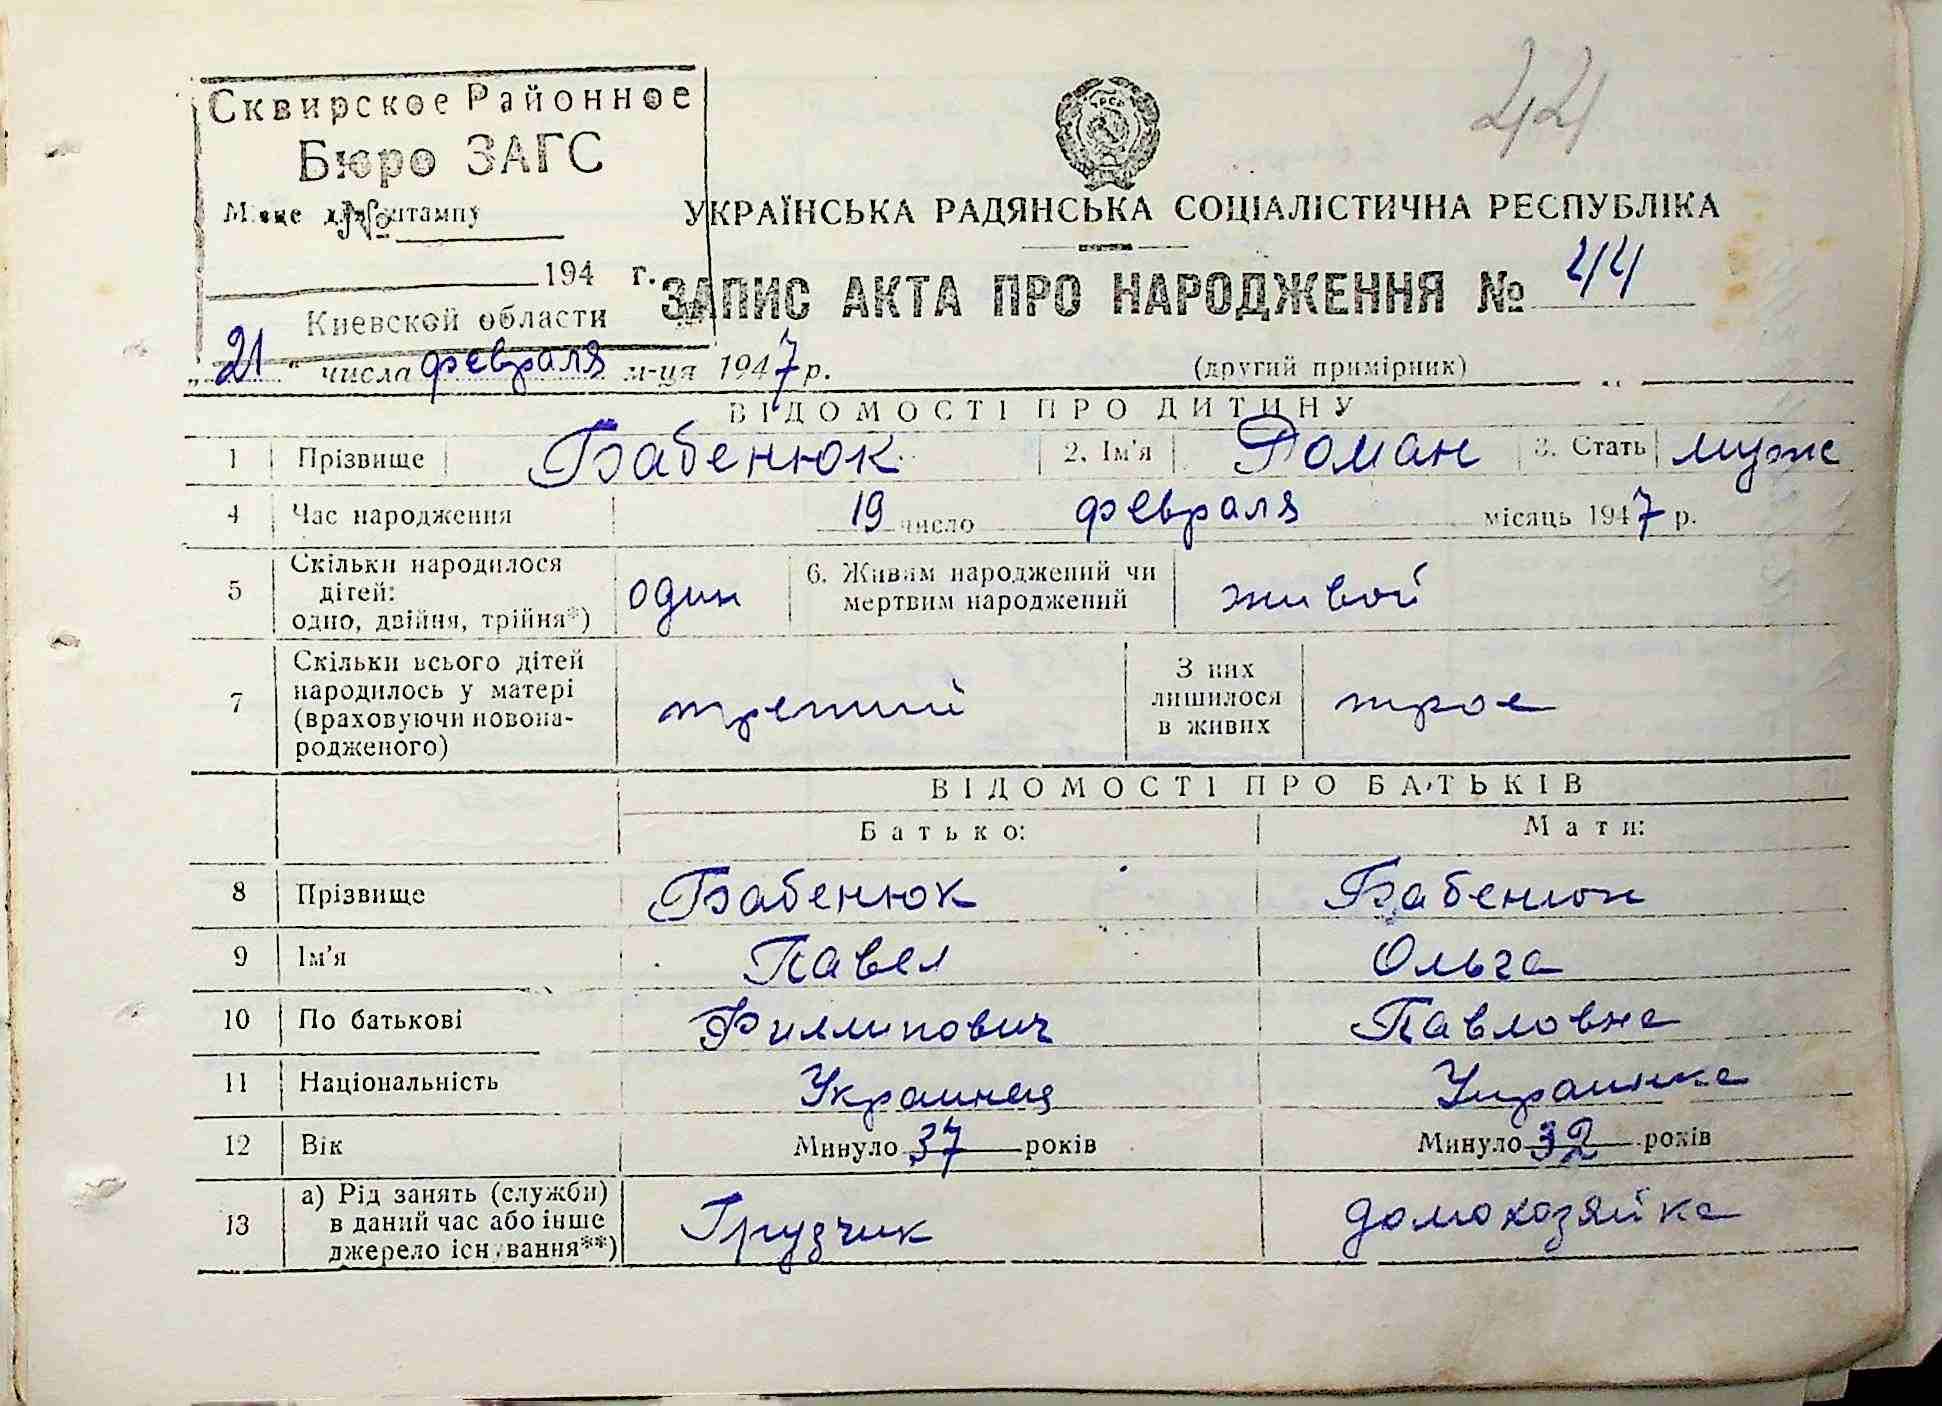 Сквирское Районное
Бюро ЗАГС
Місце для штампу
№
194 г.
Киевской области
44
УРСР
УКРАЇНСЬКА РАДЯНСЬКА СОЦІАЛІСТИЧНА РЕСПУБЛІКА
ЗАПИС АКТА ПРО НАРОДЖЕННЯ № 44
„21“ числа февраля м-ця 1947 р. (другий примірник)
ВІДОМОСТІ ПРО ДИТИНУ
1 Прізвище Бабенюк 2. Ім'я Роман 3. Стать муж
4 Час народження 19 число февраля місяць 1947 р.
5 Скільки народилося дітей: одно, двійня, трійня*) один 6. Живим народжений чи мертвим народжений живой
7 Скільки всього дітей народилось у матері (враховуючи новонародженого) третий З них лишилося в живих трое
ВІДОМОСТІ ПРО БАТЬКІВ
Батько: Мати:
8 Прізвище Бабенюк Бабенюк
9 Ім'я Павел Ольга
10 По батькові Филлипович Павловна
11 Національність Украинец Украинка
12 Вік Минуло 37 років Минуло 32 років
13 а) Рід занять (служби) в даний час або інше джерело існування**) Грузчик домохозяйка